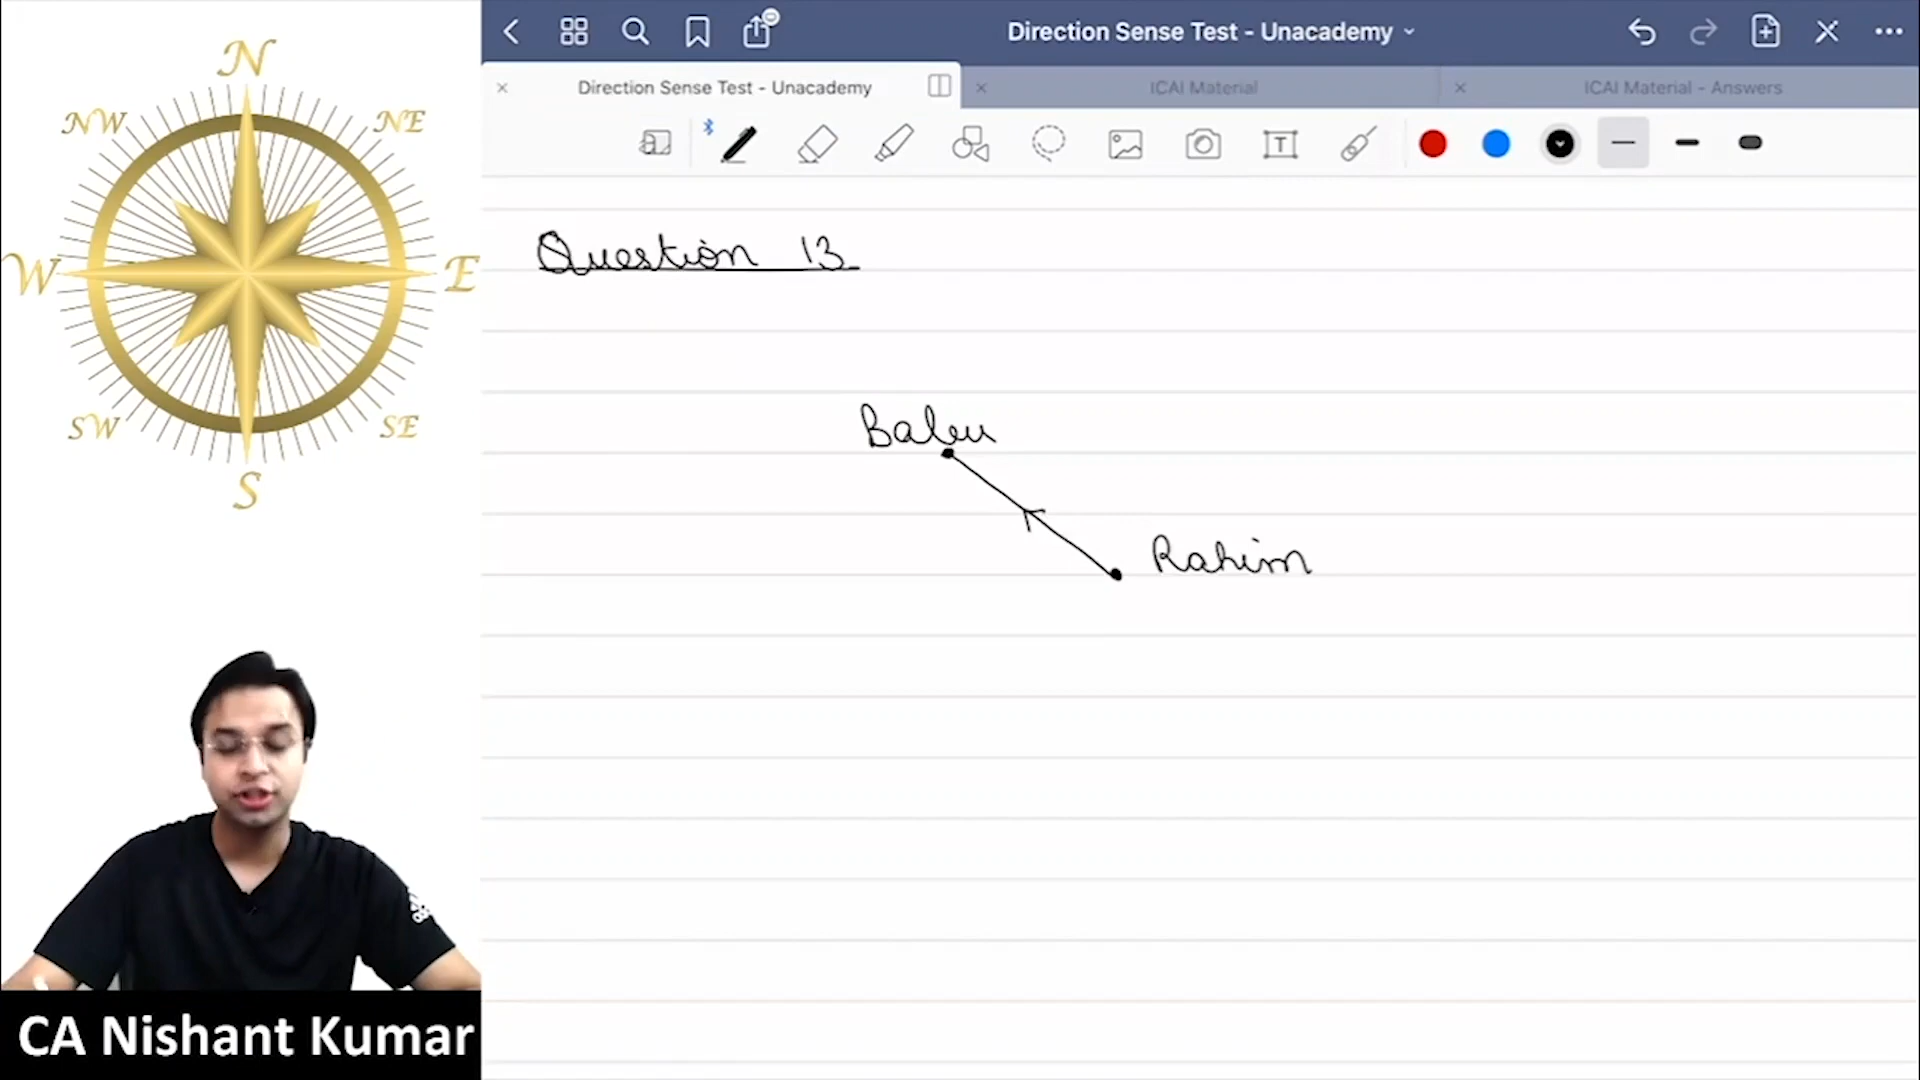 N
NW
NE
W
E
SW
SE
S
CA Nishant Kumar
Direction Sense Test - Unacademy
Direction Sense Test - Unacademy
ICAI Material
ICAI Material - Answers
T
Question 13
Babu
Rahim